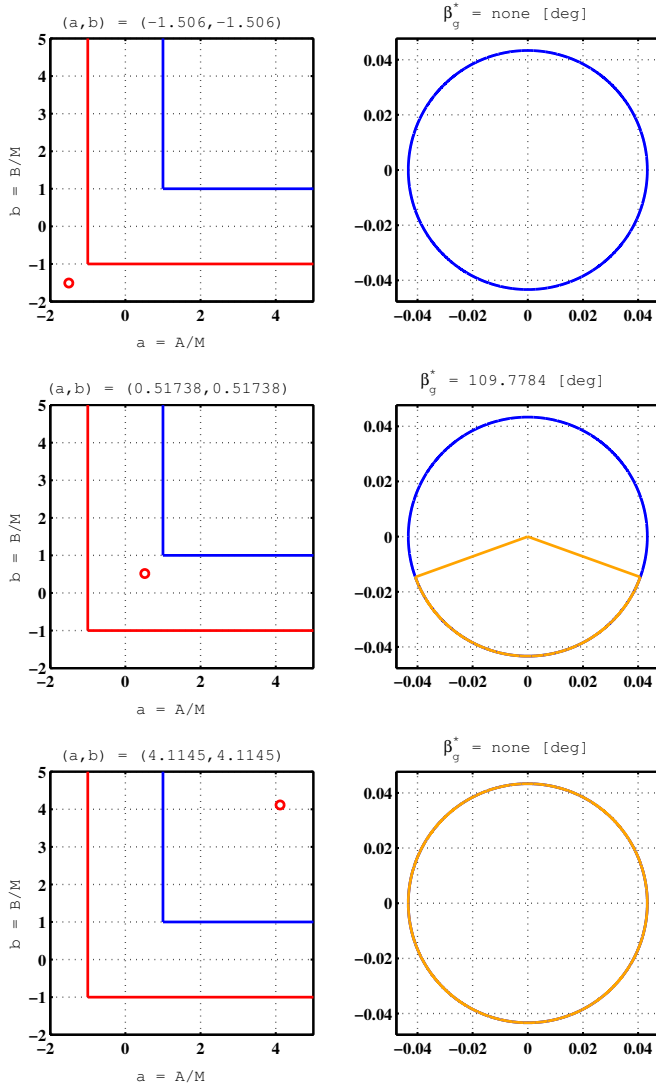 (a,b) = (−1.506,−1.506)
5
4
3
2
1
0
−1
−2
b = B/M
−2 0 2 4
a = A/M
β*g = none [deg]
0.04
0.02
0
−0.02
−0.04
−0.04 −0.02 0 0.02 0.04
(a,b) = (0.51738,0.51738)
5
4
3
2
1
0
−1
−2
b = B/M
−2 0 2 4
a = A/M
β*g = 109.7784 [deg]
0.04
0.02
0
−0.02
−0.04
−0.04 −0.02 0 0.02 0.04
(a,b) = (4.1145,4.1145)
5
4
3
2
1
0
−1
−2
b = B/M
−2 0 2 4
a = A/M
β*g = none [deg]
0.04
0.02
0
−0.02
−0.04
−0.04 −0.02 0 0.02 0.04